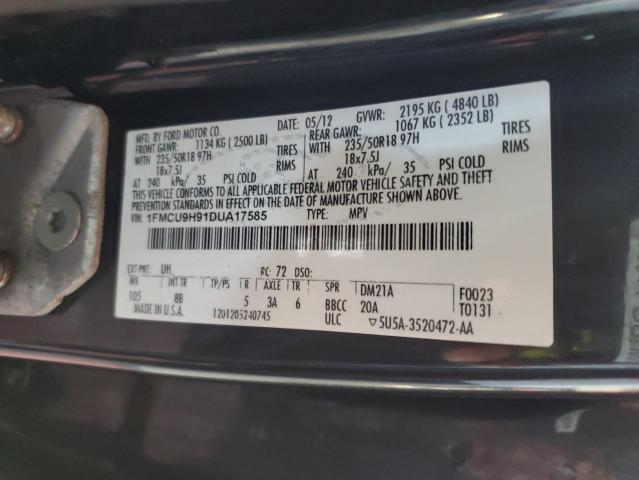 MFD. BY FORD MOTOR CO.
DATE: 05/12 GVWR: 2195 KG ( 4840 LB)
FRONT GAWR: 1134 KG ( 2500 LB) REAR GAWR: 1067 KG ( 2352 LB)
WITH 235/50R18 97H TIRES WITH 235/50R18 97H TIRES
18x7.5J RIMS 18x7.5J RIMS
AT 240 kPa/ 35 PSI COLD AT 240 kPa/ 35 PSI COLD
THIS VEHICLE CONFORMS TO ALL APPLICABLE FEDERAL MOTOR VEHICLE SAFETY AND THEFT
PREVENTION STANDARDS IN EFFECT ON THE DATE OF MANUFACTURE SHOWN ABOVE.
VIN: 1FMCU9H91DUA17585 TYPE: MPV
EXT PNT: UH RC: 72 DSO:
WB INT TR TP/PS R AXLE TR SPR DM21A F0023
105 8B 5 3A 6 BBCC 20A T0131
MADE IN U.S.A. 1201205240745 ULC 5U5A-3520472-AA